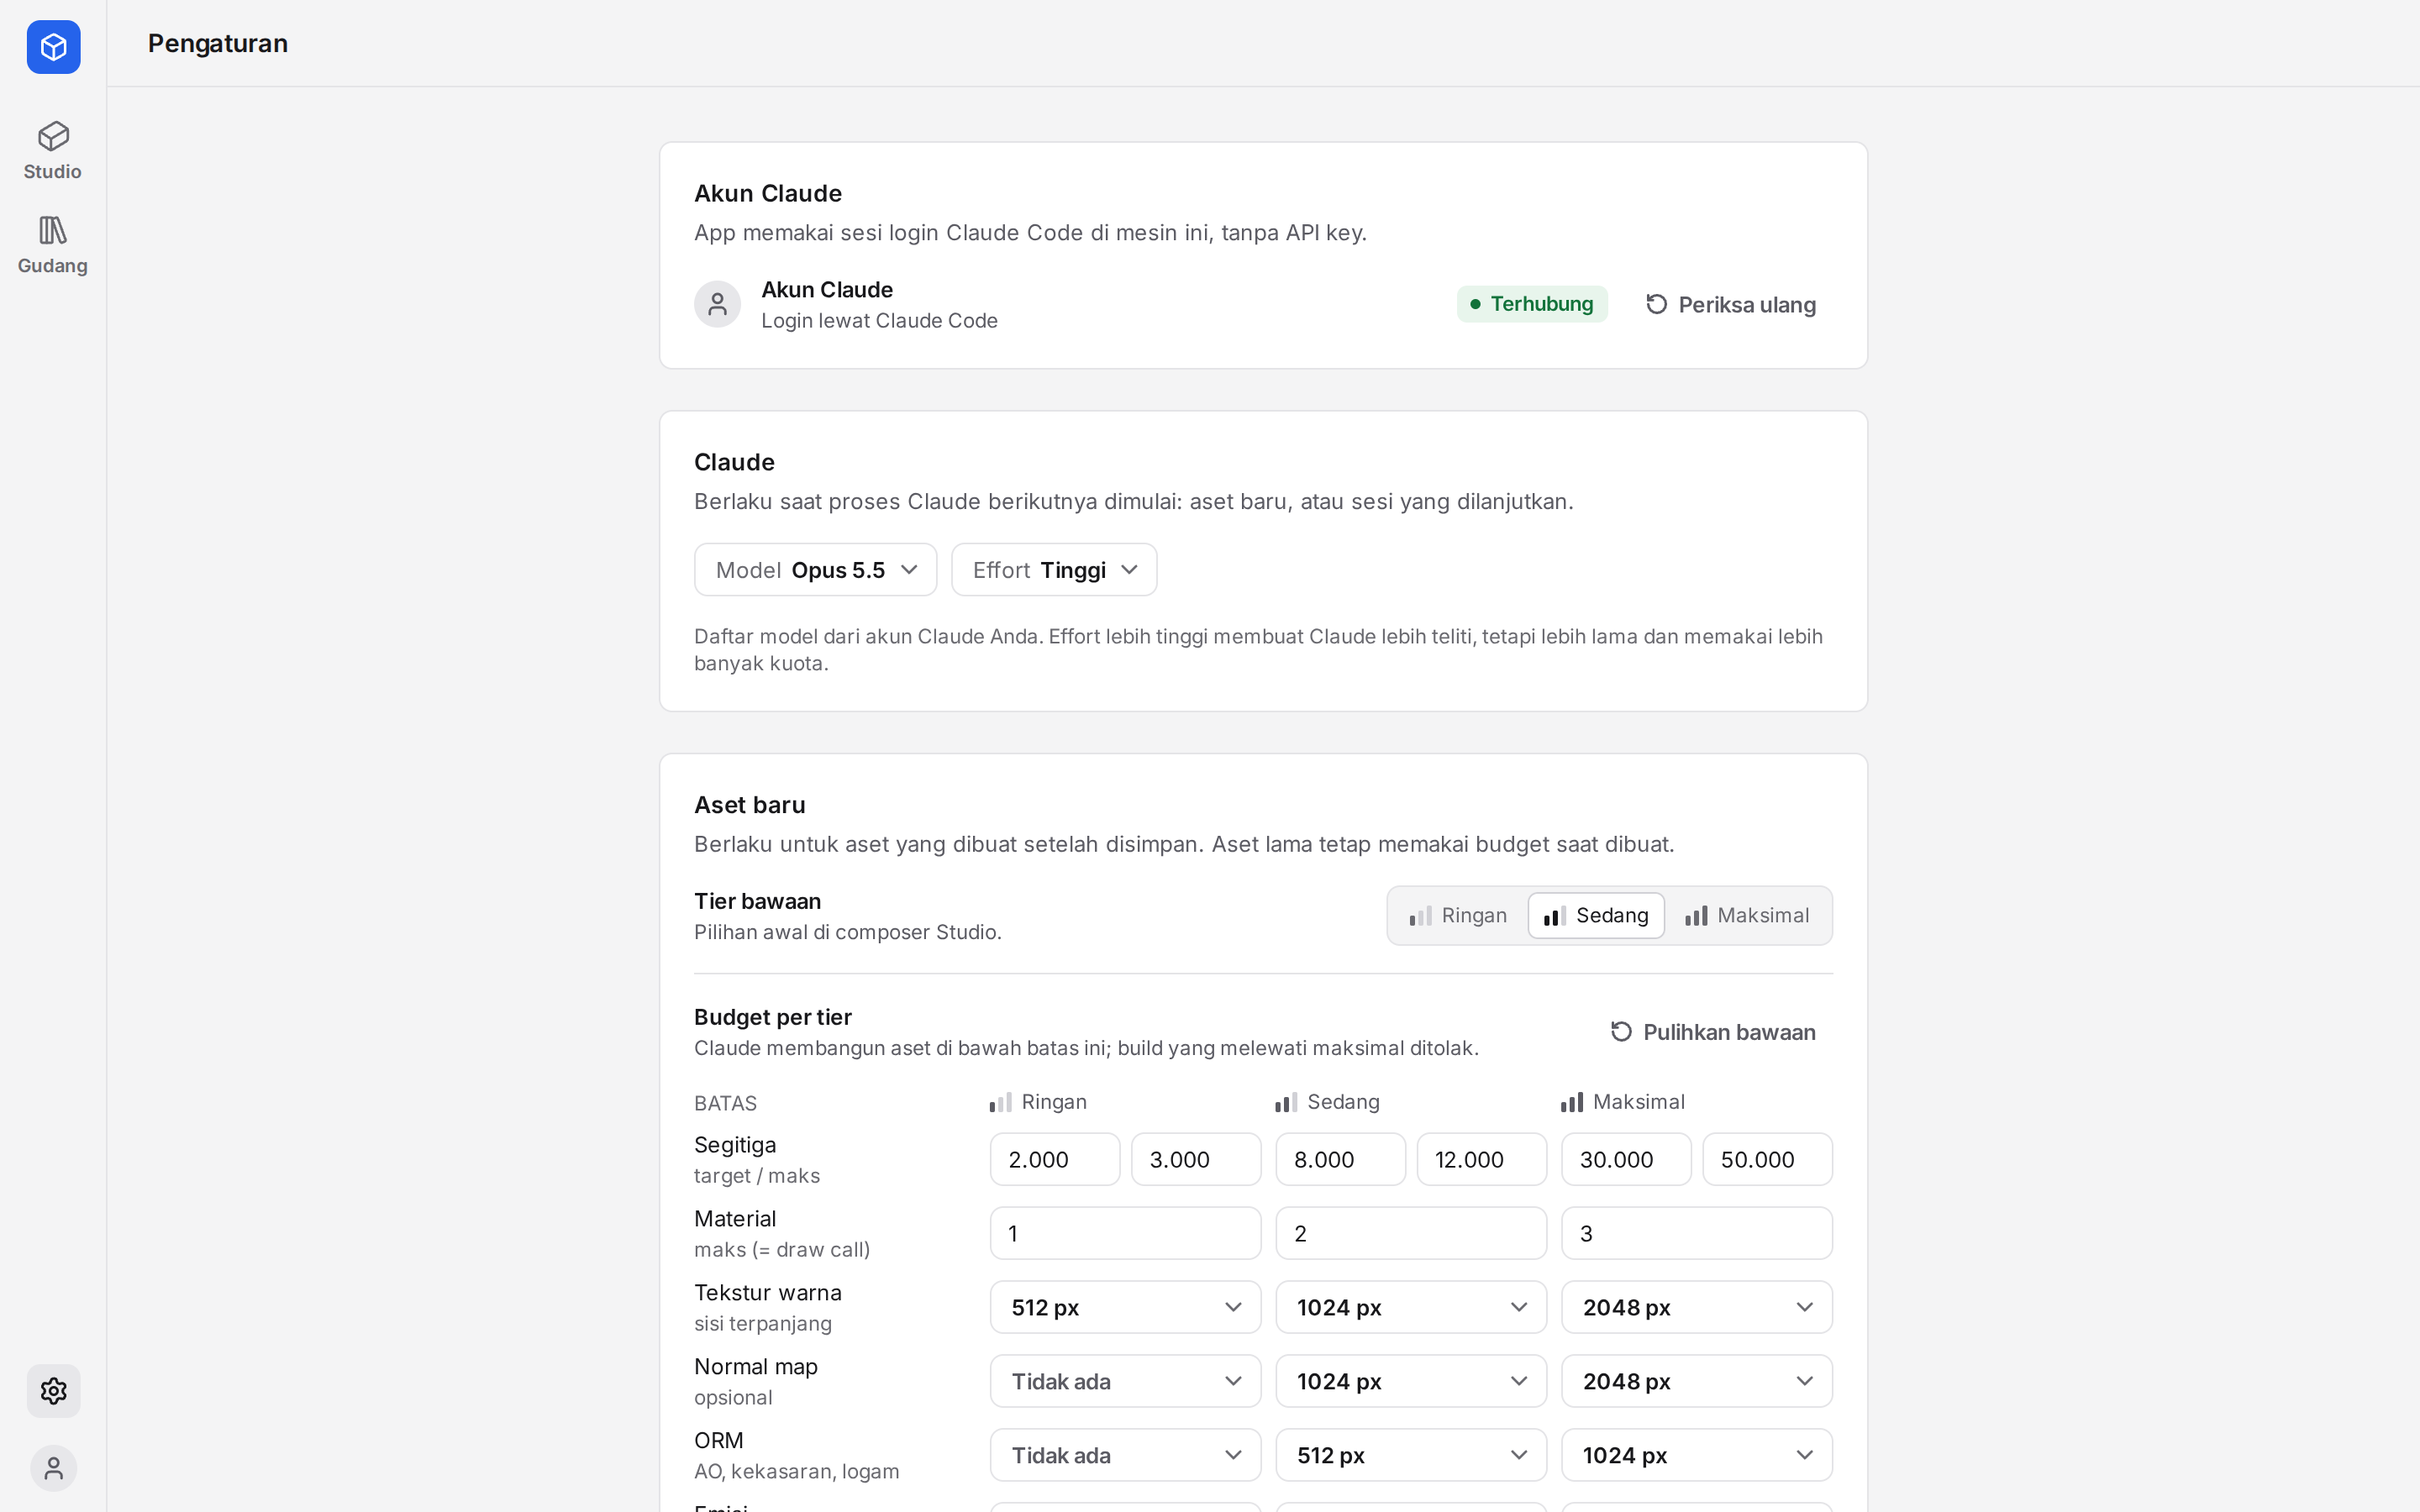 Pengaturan
Studio
Gudang
Akun Claude
App memakai sesi login Claude Code di mesin ini, tanpa API key.
Akun Claude
Login lewat Claude Code
Terhubung
Periksa ulang
Claude
Berlaku saat proses Claude berikutnya dimulai: aset baru, atau sesi yang dilanjutkan.
Model Opus 5.5
Effort Tinggi
Daftar model dari akun Claude Anda. Effort lebih tinggi membuat Claude lebih teliti, tetapi lebih lama dan memakai lebih
banyak kuota.
Aset baru
Berlaku untuk aset yang dibuat setelah disimpan. Aset lama tetap memakai budget saat dibuat.
Tier bawaan
Pilihan awal di composer Studio.
Ringan Sedang Maksimal
Budget per tier
Claude membangun aset di bawah batas ini; build yang melewati maksimal ditolak.
Pulihkan bawaan
BATAS Ringan Sedang Maksimal
Segitiga
target / maks
2.000 3.000 8.000 12.000 30.000 50.000
Material
maks (= draw call)
1 2 3
Tekstur warna
sisi terpanjang
512 px 1024 px 2048 px
Normal map
opsional
Tidak ada 1024 px 2048 px
ORM
AO, kekasaran, logam
Tidak ada 512 px 1024 px